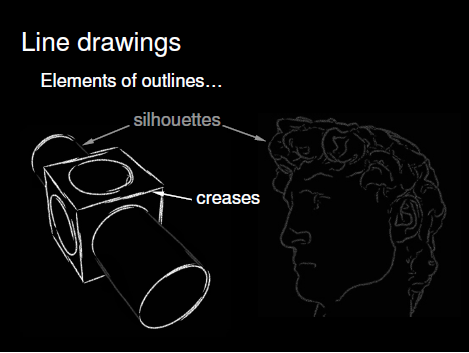 Line drawings
Elements of outlines…
silhouettes
creases